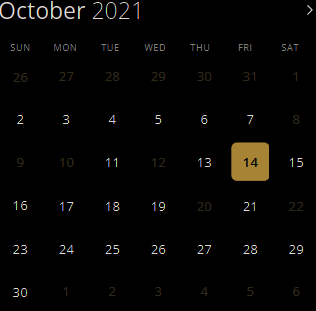 October 2021
SUN MON TUE WED THU FRI SAT
26 27 28 29 30 31 1
2 3 4 5 6 7 8
9 10 11 12 13 14 15
16 17 18 19 20 21 22
23 24 25 26 27 28 29
30 1 2 3 4 5 6